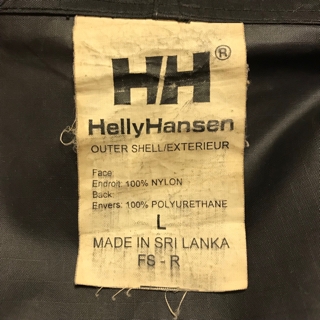 HH®
HellyHansen
OUTER SHELL/EXTERIEUR
Face:
Endroit: 100% NYLON
Back:
Envers: 100% POLYURETHANE
L
MADE IN SRI LANKA
FS - R